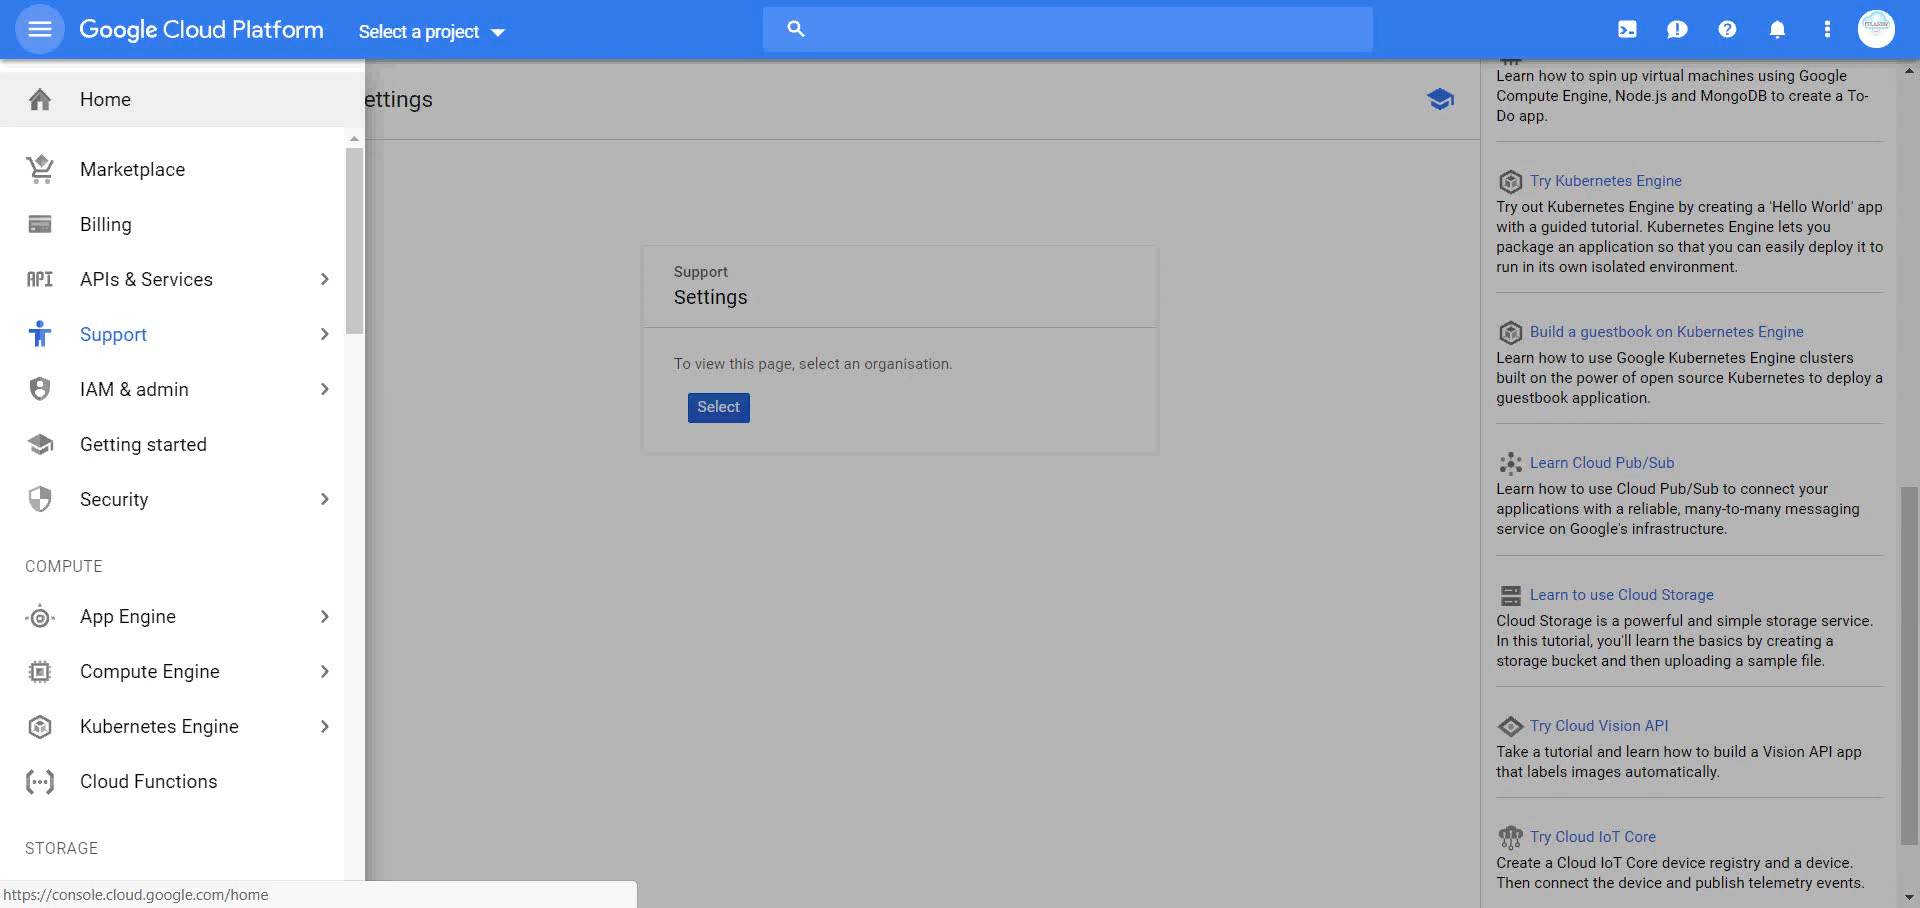 Google Cloud Platform
Select a project
Home
Marketplace
Billing
API
APIs & Services
Support
IAM & admin
Getting started
Security
COMPUTE
App Engine
Compute Engine
Kubernetes Engine
Cloud Functions
STORAGE
https://console.cloud.google.com/home
ettings
Support
Settings
To view this page, select an organisation.
Select
Learn how to spin up virtual machines using Google
Compute Engine, Node.js and MongoDB to create a To-
Do app.
Try Kubernetes Engine
Try out Kubernetes Engine by creating a 'Hello World' app
with a guided tutorial. Kubernetes Engine lets you
package an application so that you can easily deploy it to
run in its own isolated environment.
Build a guestbook on Kubernetes Engine
Learn how to use Google Kubernetes Engine clusters
built on the power of open source Kubernetes to deploy a
guestbook application.
Learn Cloud Pub/Sub
Learn how to use Cloud Pub/Sub to connect your
applications with a reliable, many-to-many messaging
service on Google's infrastructure.
Learn to use Cloud Storage
Cloud Storage is a powerful and simple storage service.
In this tutorial, you'll learn the basics by creating a
storage bucket and then uploading a sample file.
Try Cloud Vision API
Take a tutorial and learn how to build a Vision API app
that labels images automatically.
Try Cloud IoT Core
Create a Cloud IoT Core device registry and a device.
Then connect the device and publish telemetry events.